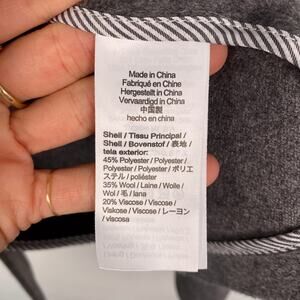 Made in China
Fabriqué en Chine
Hergestellt in China
Vervaardigd in China
中国製
hecho en china
Shell / Tissu Principal /
Shell / Bovenstof / 表地 /
tela exterior:
45% Polyester / Polyester /
Polyester / Polyester / ポリエ
ステル / poliéster
35% Wool / Laine / Wolle /
Wol / 毛 / lana
20% Viscose / Viscose /
Viskose / Viscose / レーヨン
/ viscosa